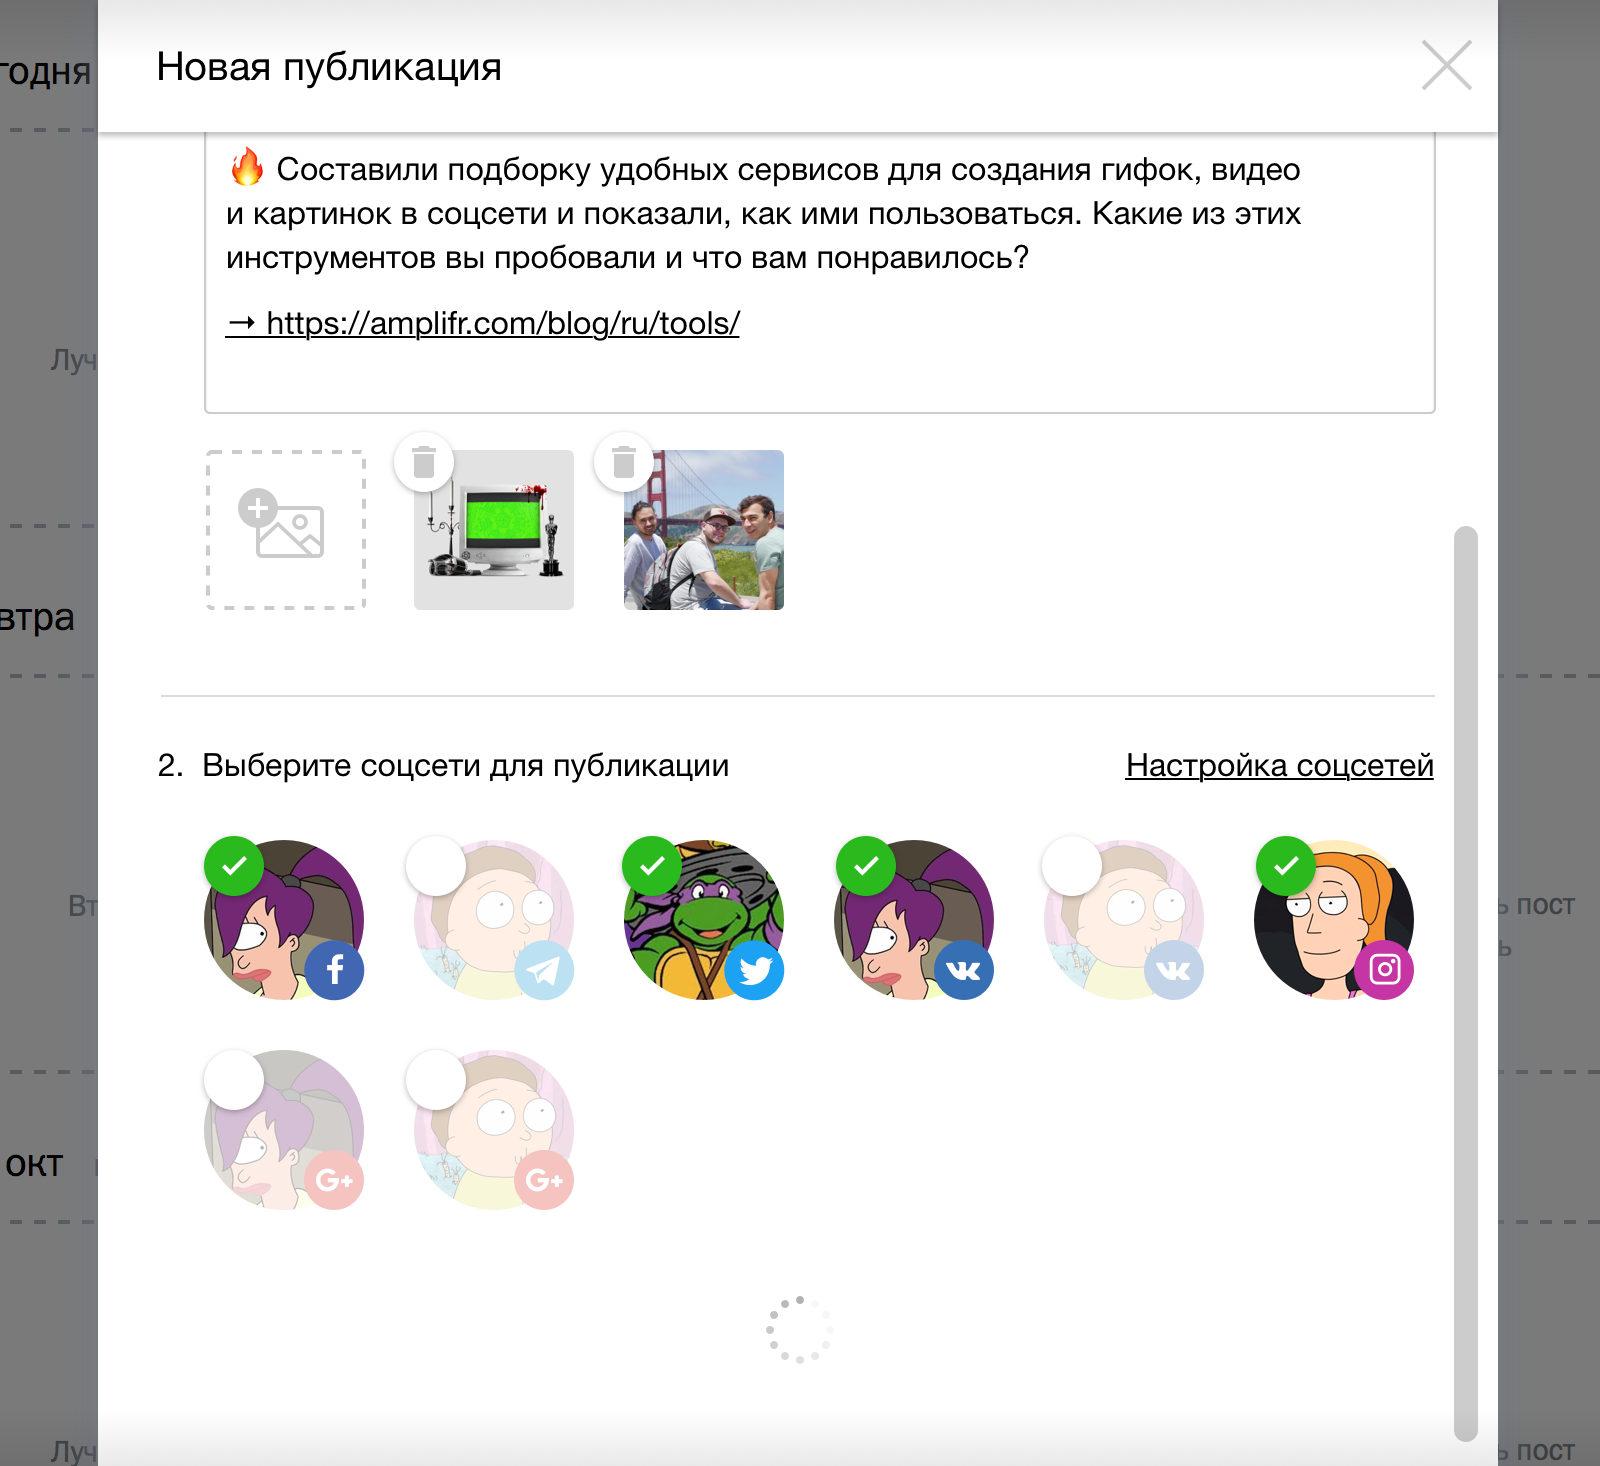 Новая публикация
🔥 Составили подборку удобных сервисов для создания гифок, видео
и картинок в соцсети и показали, как ими пользоваться. Какие из этих
инструментов вы пробовали и что вам понравилось?
→ https://amplifr.com/blog/ru/tools/
2. Выберите соцсети для публикации
Настройка соцсетей
годня
Луч
втра
Вт
ь пост
ь
окт
Луч
ь пост